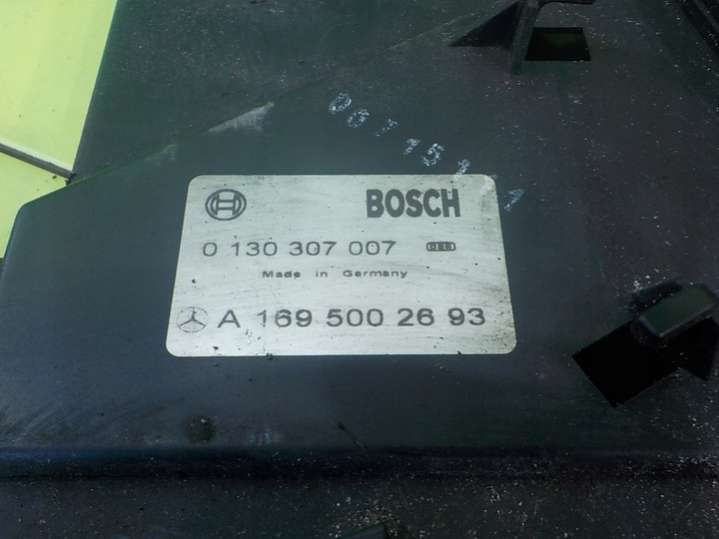 BOSCH
0 130 307 007
Made in Germany
A 169 500 26 93